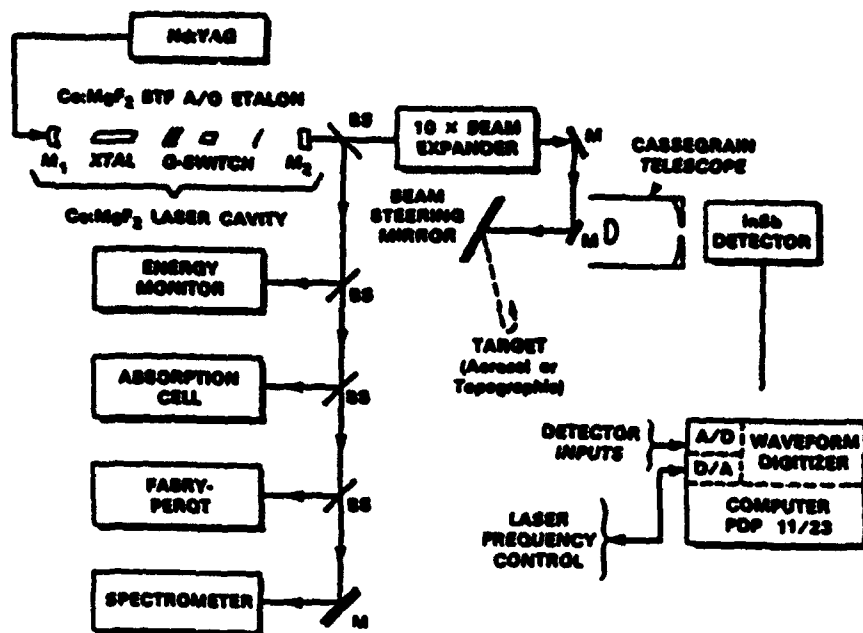 Nd:YAG
Co:MgF2 BTF A/O ETALON
M1 XTAL Q-SWITCH M2
Co:MgF2 LASER CAVITY
BS
10 × BEAM
EXPANDER
M
CASSEGRAIN
TELESCOPE
BEAM
STEERING
MIRROR
M
InSb
DETECTOR
TARGET
(Aerosol or
Topographic)
ENERGY
MONITOR
BS
ABSORPTION
CELL
BS
FABRY-
PEROT
BS
SPECTROMETER
M
DETECTOR
INPUTS
A/D
D/A
WAVEFORM
DIGITIZER
COMPUTER
PDP 11/23
LASER
FREQUENCY
CONTROL